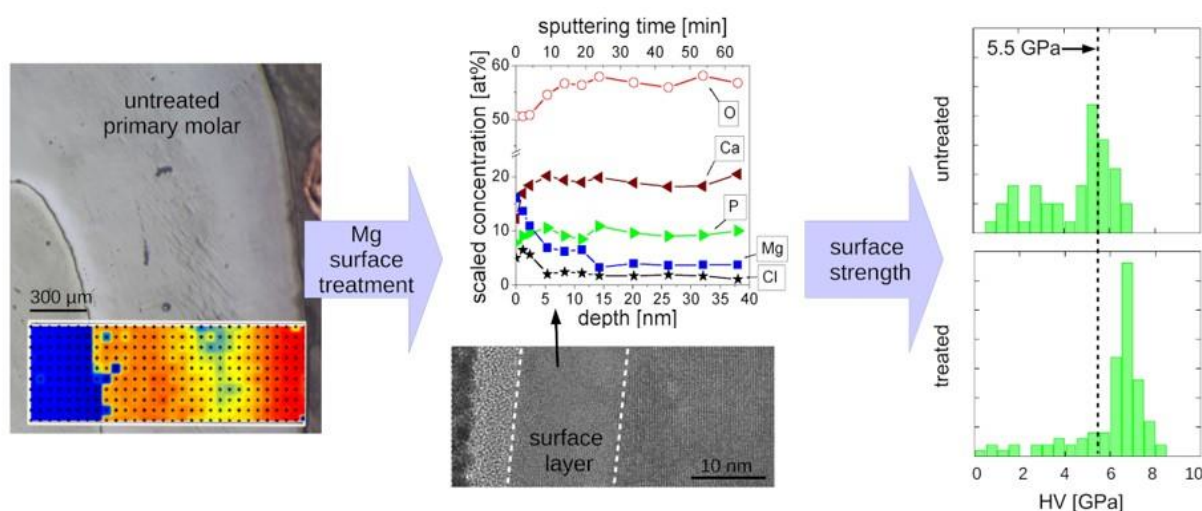 untreated
primary molar
300 µm
Mg
surface
treatment
sputtering time [min]
0 10 20 30 40 50 60
scaled concentration [at%]
60
50
20
10
0
O
Ca
P
Mg
Cl
0 5 10 15 20 25 30 35 40
depth [nm]
surface
layer
10 nm
surface
strength
5.5 GPa
untreated
treated
0 2 4 6 8 10
HV [GPa]